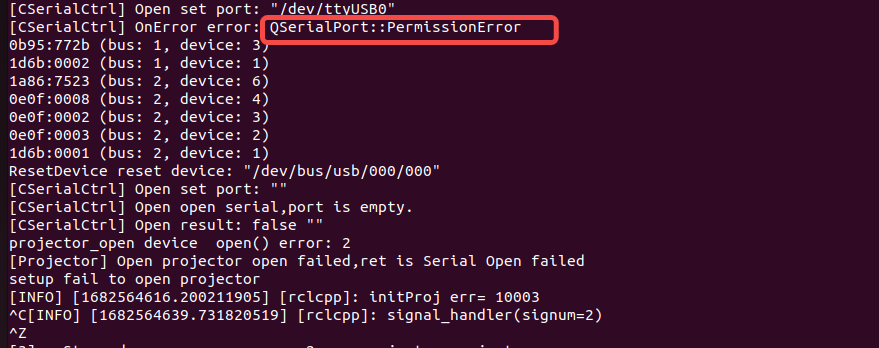 [CSerialCtrl] Open set port: "/dev/ttyUSB0"
[CSerialCtrl] OnError error: QSerialPort::PermissionError
0b95:772b (bus: 1, device: 3)
1d6b:0002 (bus: 1, device: 1)
1a86:7523 (bus: 2, device: 6)
0e0f:0008 (bus: 2, device: 4)
0e0f:0002 (bus: 2, device: 3)
0e0f:0003 (bus: 2, device: 2)
1d6b:0001 (bus: 2, device: 1)
ResetDevice reset device: "/dev/bus/usb/000/000"
[CSerialCtrl] Open set port: ""
[CSerialCtrl] Open open serial,port is empty.
[CSerialCtrl] Open result: false ""
projector_open device  open() error: 2
[Projector] Open projector open failed,ret is Serial Open failed
setup fail to open projector
[INFO] [1682564616.200211905] [rclcpp]: initProj err= 10003
^C[INFO] [1682564639.731820519] [rclcpp]: signal_handler(signum=2)
^Z